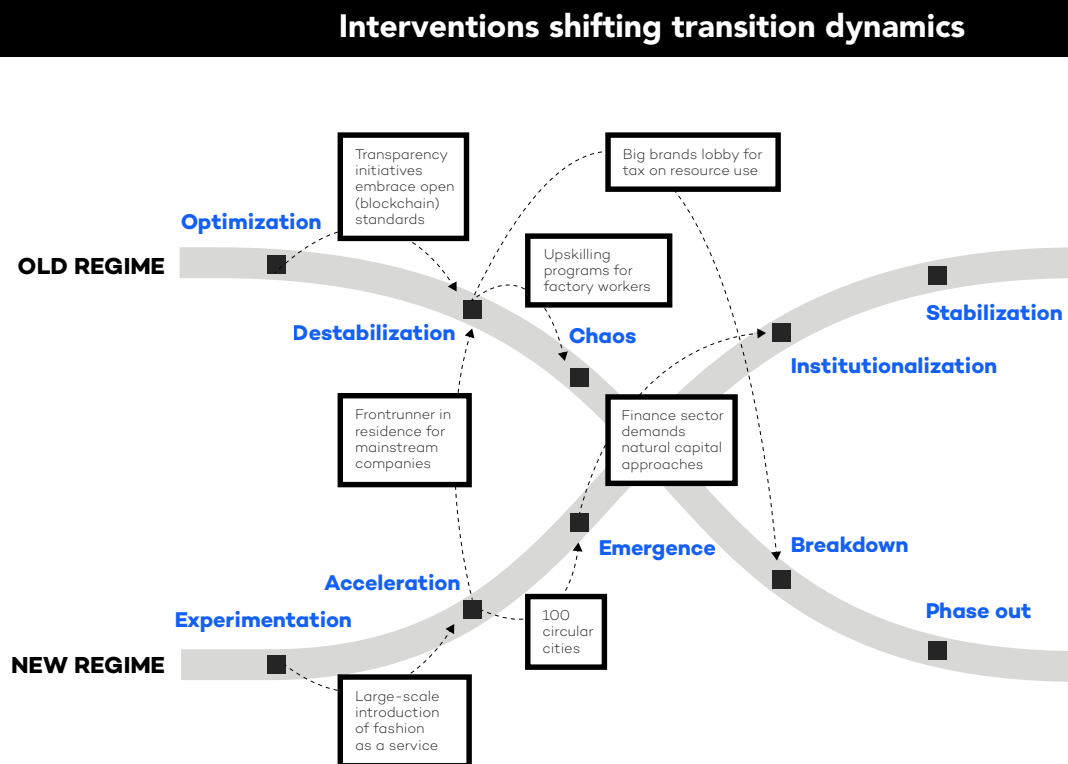 Interventions shifting transition dynamics
Transparency
initiatives
embrace open
(blockchain)
standards
Big brands lobby for
tax on resource use
Optimization
OLD REGIME
Upskilling
programs for
factory workers
Destabilization
Chaos
Stabilization
Institutionalization
Frontrunner in
residence for
mainstream
companies
Finance sector
demands
natural capital
approaches
Emergence
Breakdown
Acceleration
Experimentation
100
circular
cities
Phase out
NEW REGIME
Large-scale
introduction
of fashion
as a service